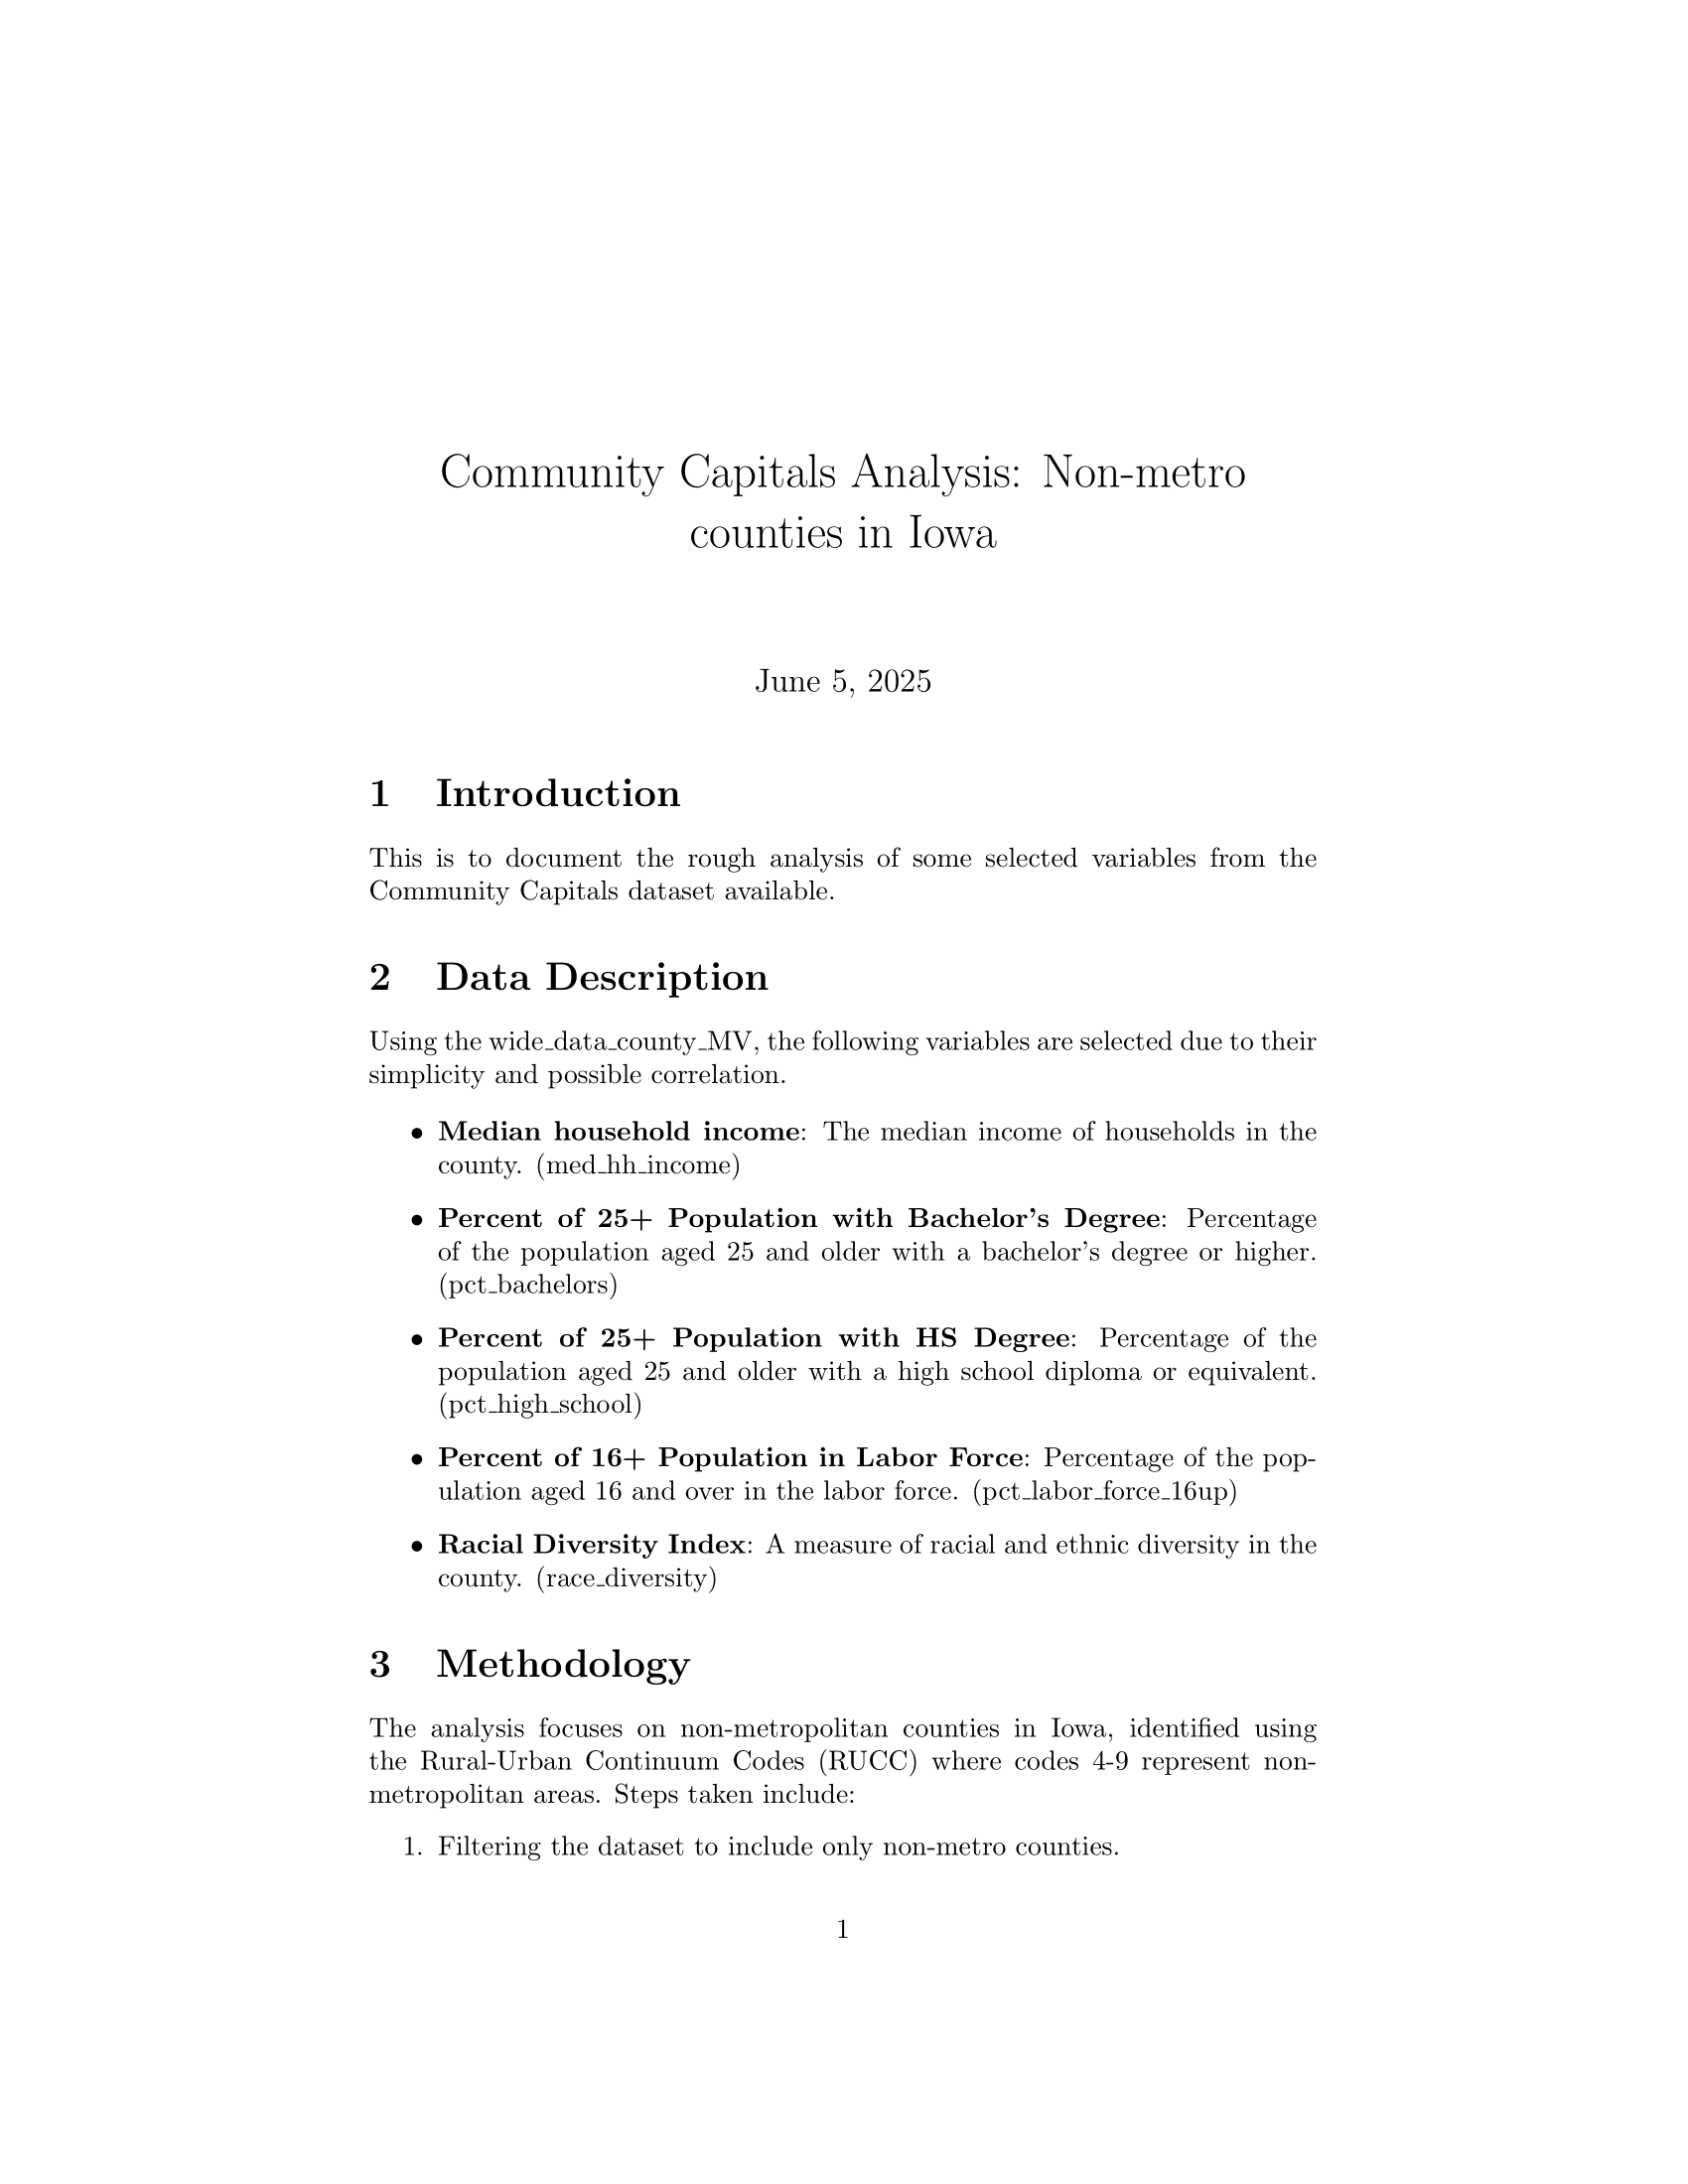 Community Capitals Analysis: Non-metro
counties in Iowa
June 5, 2025
1 Introduction
This is to document the rough analysis of some selected variables from the
Community Capitals dataset available.
2 Data Description
Using the wide_data_county_MV, the following variables are selected due to their
simplicity and possible correlation.
• Median household income: The median income of households in the
county. (med_hh_income)
• Percent of 25+ Population with Bachelor's Degree: Percentage
of the population aged 25 and older with a bachelor's degree or higher.
(pct_bachelors)
• Percent of 25+ Population with HS Degree: Percentage of the
population aged 25 and older with a high school diploma or equivalent.
(pct_high_school)
• Percent of 16+ Population in Labor Force: Percentage of the pop-
ulation aged 16 and over in the labor force. (pct_labor_force_16up)
• Racial Diversity Index: A measure of racial and ethnic diversity in the
county. (race_diversity)
3 Methodology
The analysis focuses on non-metropolitan counties in Iowa, identified using
the Rural-Urban Continuum Codes (RUCC) where codes 4-9 represent non-
metropolitan areas. Steps taken include:
1. Filtering the dataset to include only non-metro counties.
1